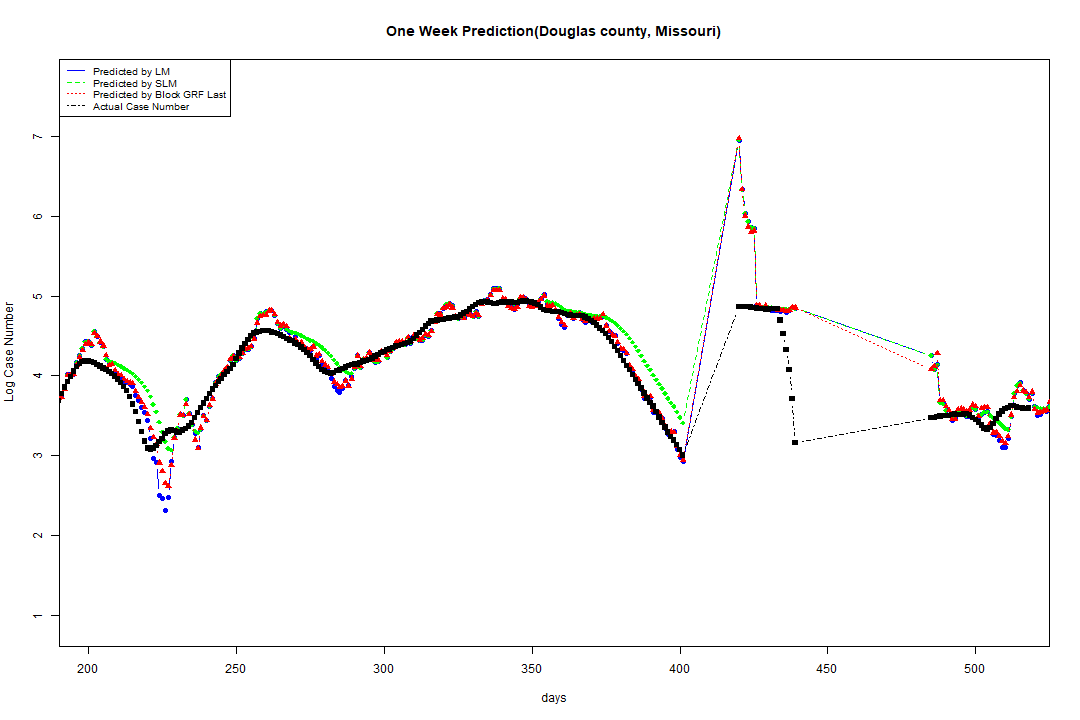 One Week Prediction(Douglas county, Missouri)
Predicted by LM
Predicted by SLM
Predicted by Block GRF Last
Actual Case Number
Log Case Number
7
6
5
4
3
2
1
200 250 300 350 400 450 500
days